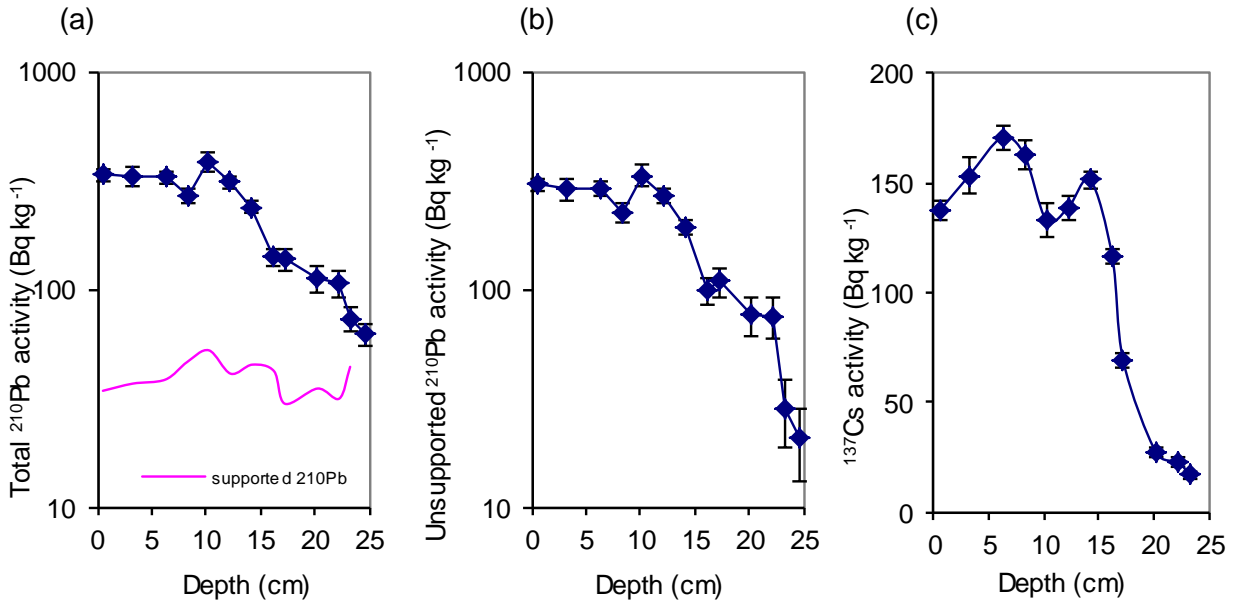 (a)
(b)
(c)
Total ²¹⁰Pb activity (Bq kg⁻¹)
1000
100
10
supported 210Pb
0 5 10 15 20 25
Depth (cm)
Unsupported ²¹⁰Pb activity (Bq kg⁻¹)
1000
100
10
0 5 10 15 20 25
Depth (cm)
¹³⁷Cs activity (Bq kg⁻¹)
200
150
100
50
0
0 5 10 15 20 25
Depth (cm)